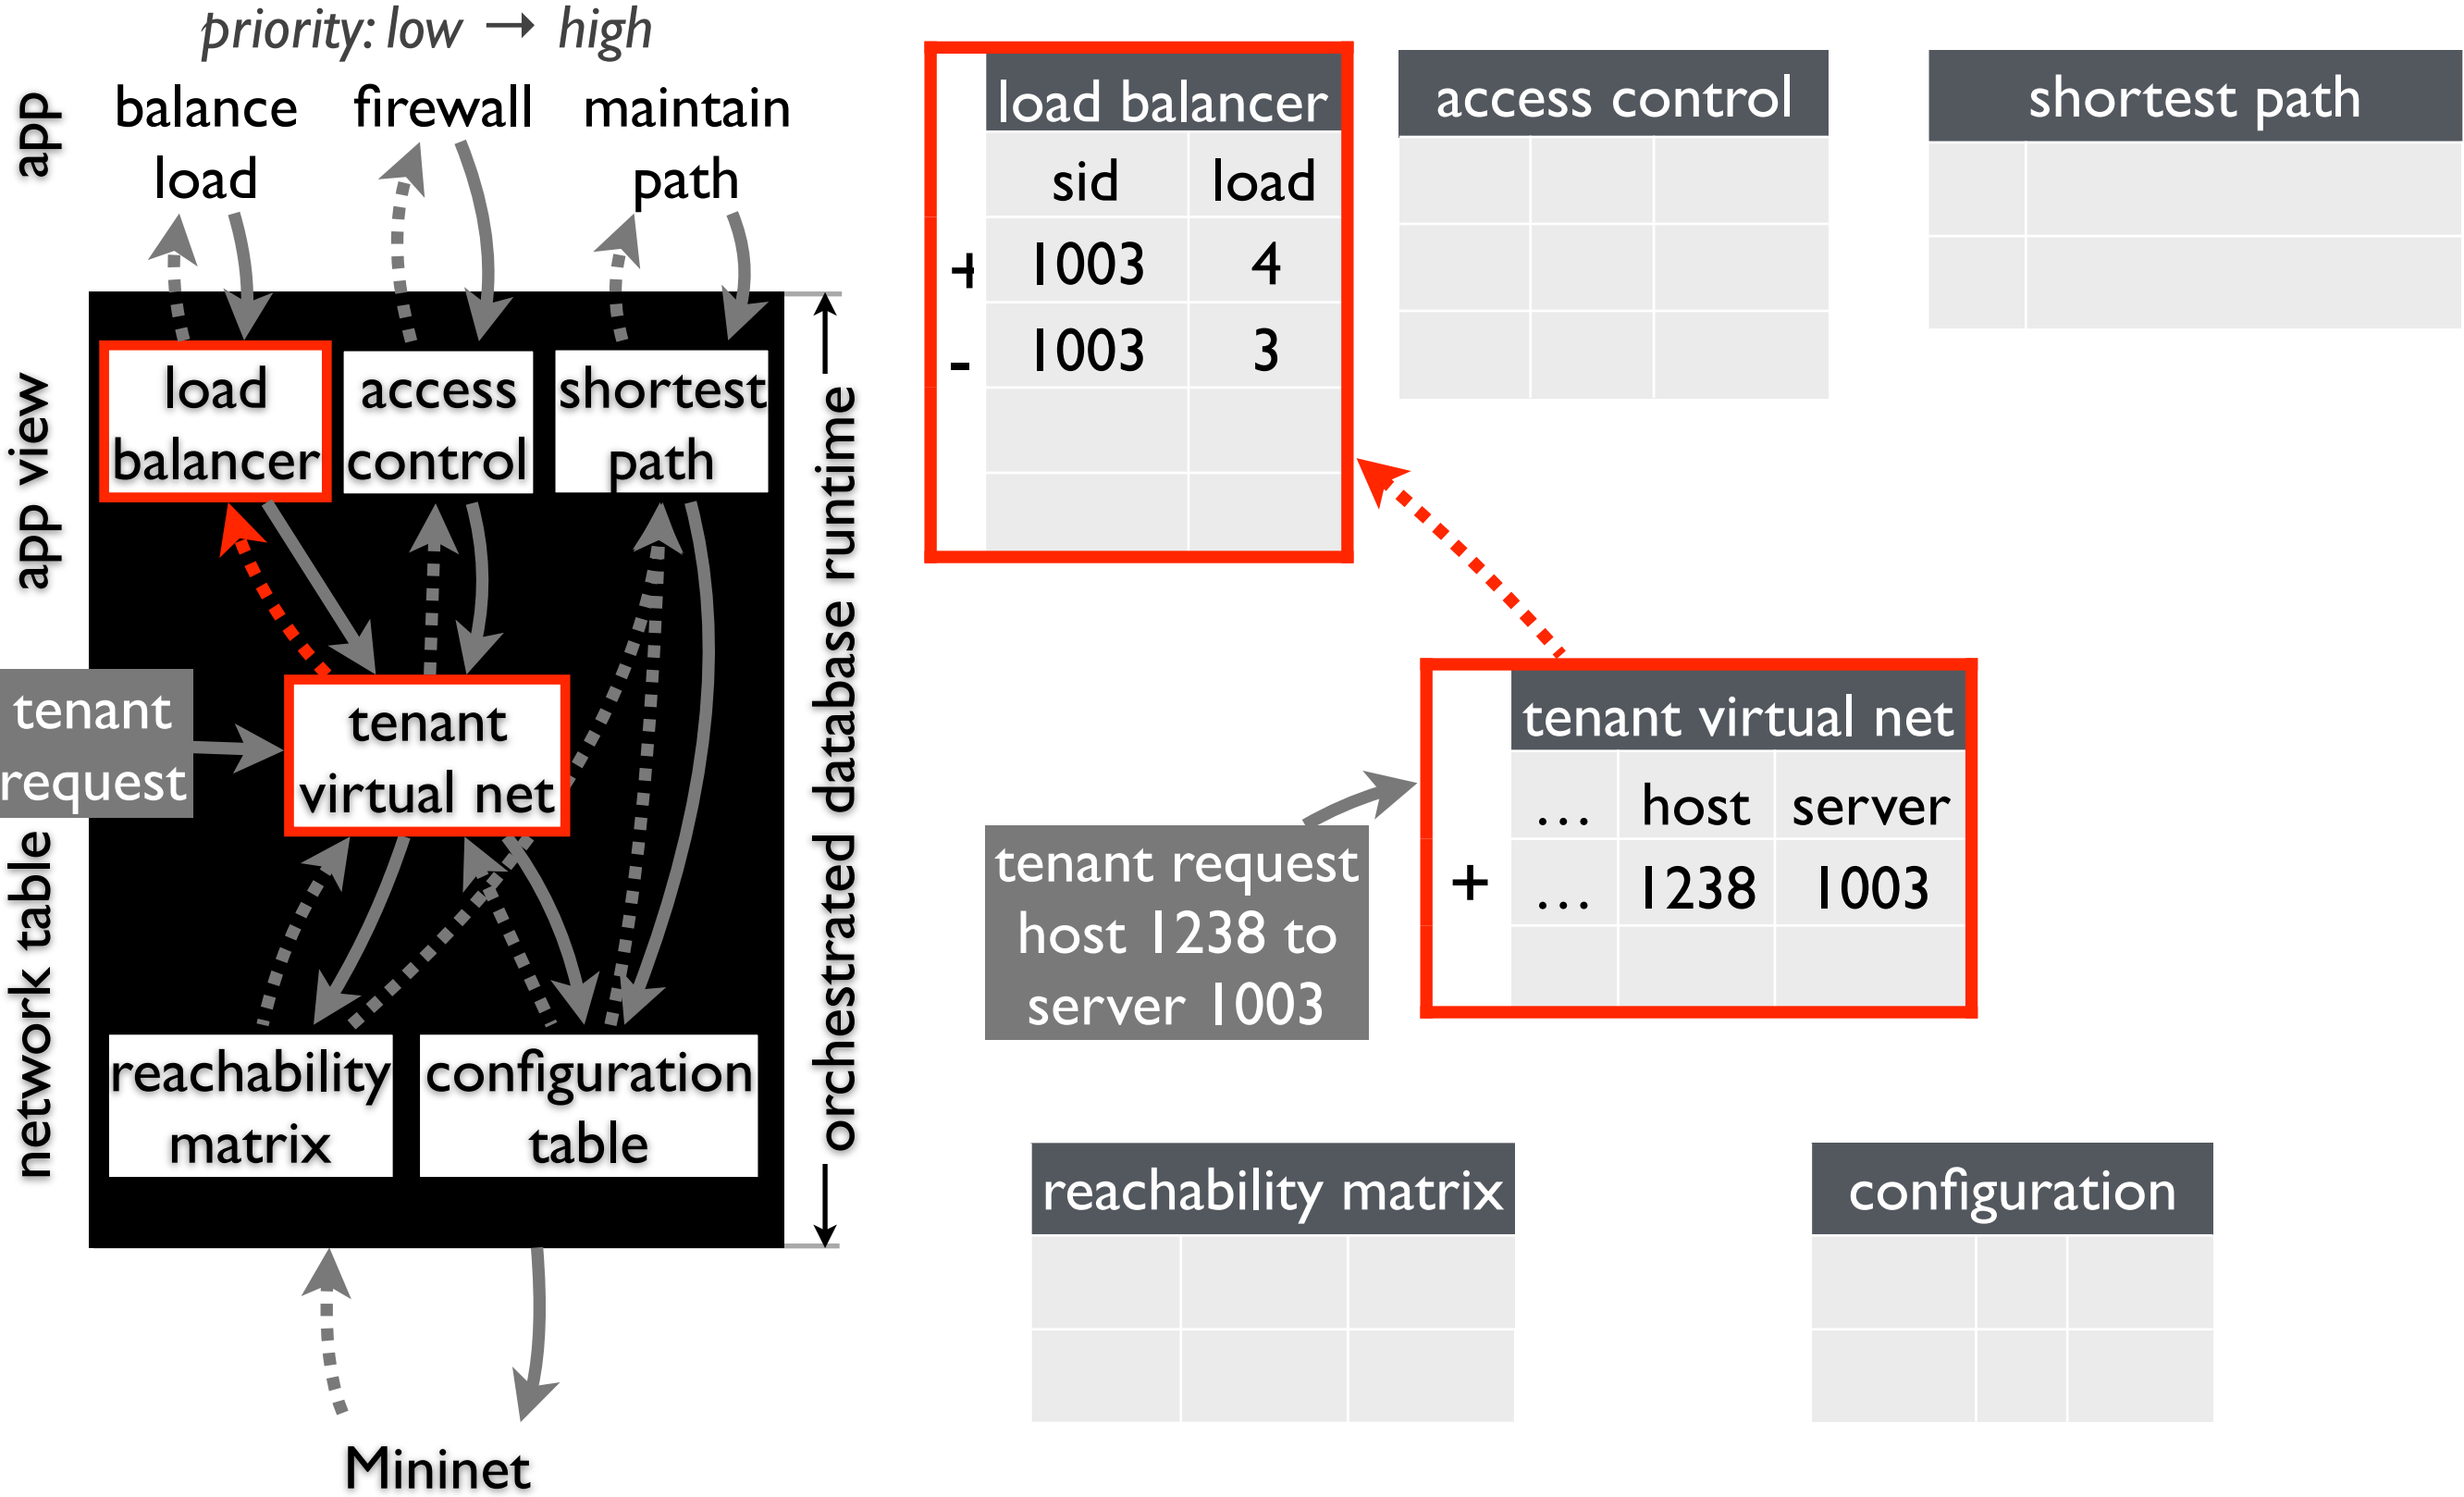 priority: low → high
app
balance
load
firewall
maintain
path
app view
load
balancer
access
control
shortest
path
tenant
request
tenant
virtual net
network table
reachability
matrix
configuration
table
orchestrated database runtime
Mininet
load balancer
sid load
+ 1003 4
- 1003 3
access control
shortest path
tenant virtual net
... host server
+ ... 1238 1003
tenant request
host 1238 to
server 1003
reachability matrix
configuration